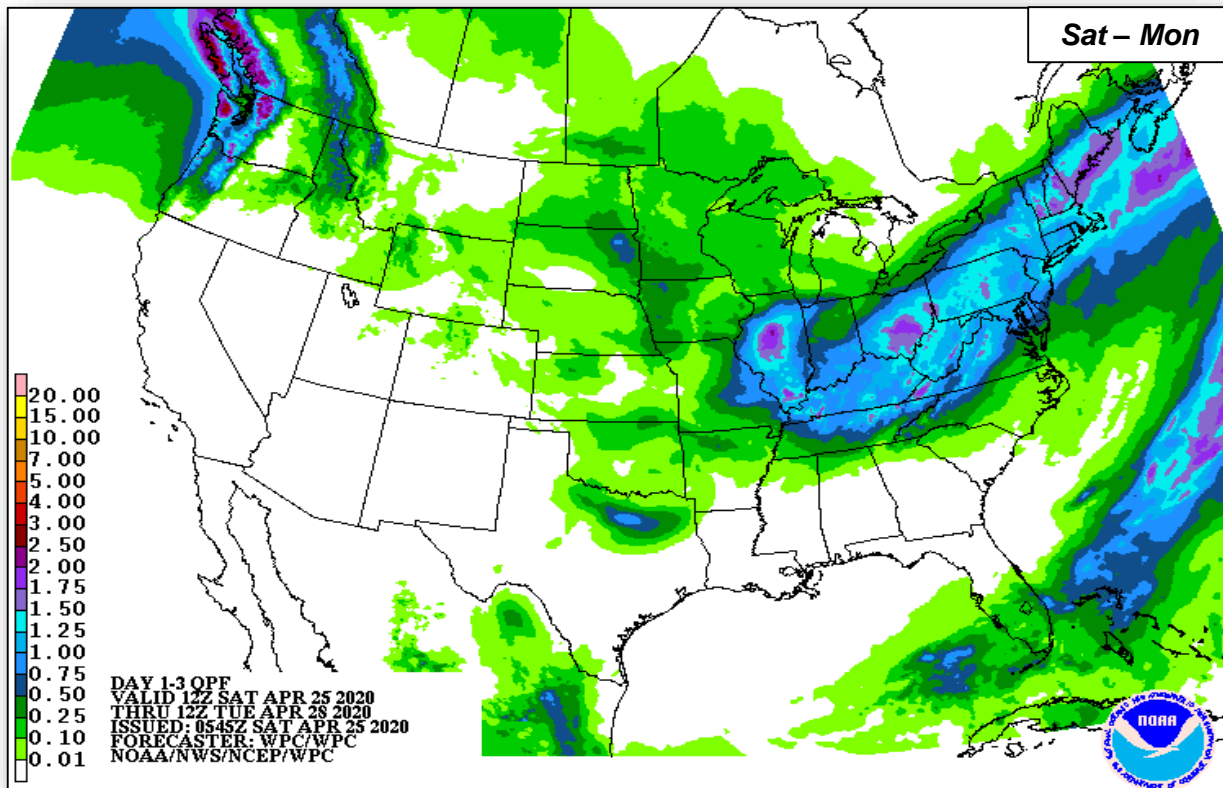 Sat – Mon
20.00
15.00
10.00
7.00
5.00
4.00
3.00
2.50
2.00
1.75
1.50
1.25
1.00
0.75
0.50
0.25
0.10
0.01
DAY 1-3 QPF
VALID 12Z SAT APR 25 2020
THRU 12Z TUE APR 28 2020
ISSUED: 0545Z SAT APR 25 2020
FORECASTER: WPC/WPC
NOAA/NWS/NCEP/WPC
NOAA